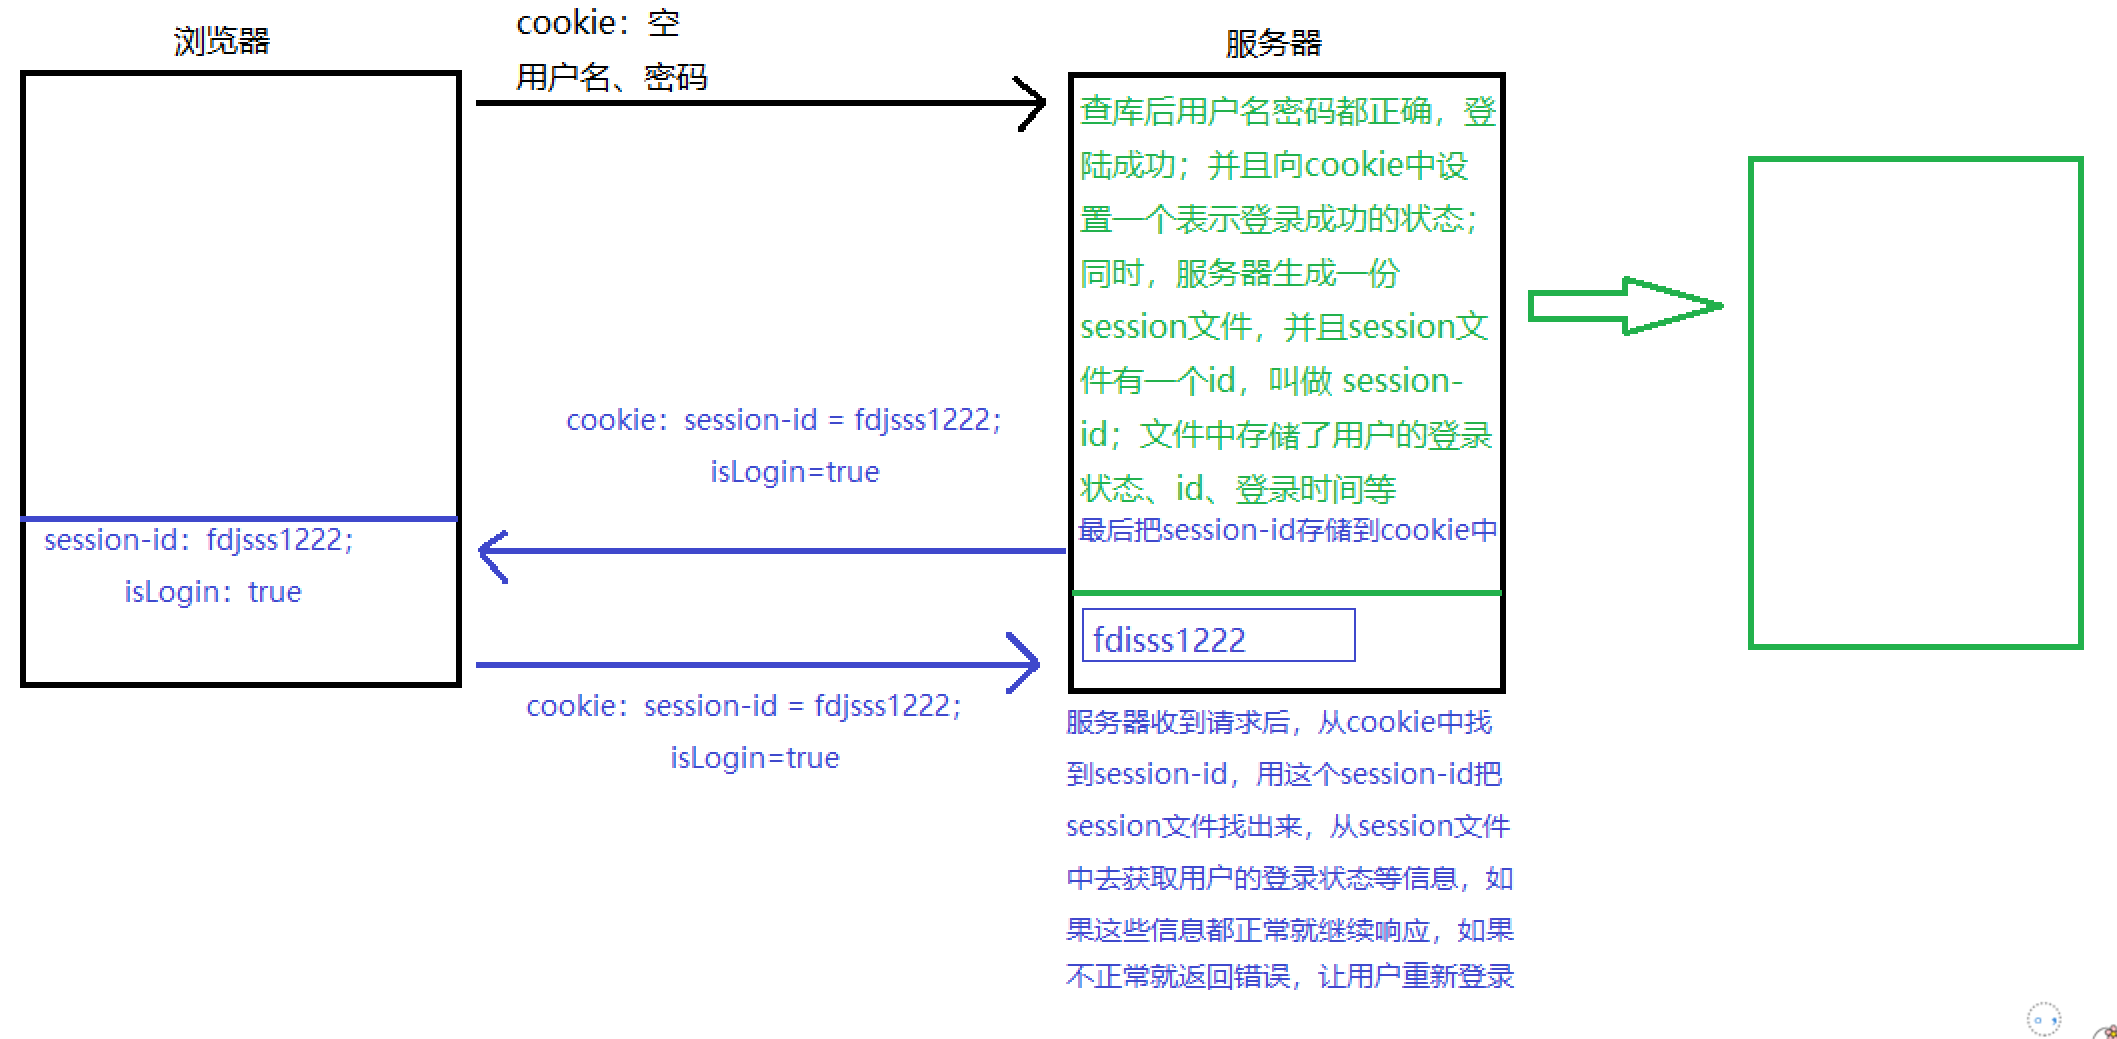 浏览器
cookie：空
用户名、密码
服务器
查库后用户名密码都正确，登
陆成功；并且向cookie中设
置一个表示登录成功的状态；
同时，服务器生成一份
session文件，并且session文
件有一个id，叫做 session-
id；文件中存储了用户的登录
状态、id、登录时间等
最后把session-id存储到cookie中
cookie：session-id = fdjsss1222；
isLogin=true
session-id：fdjsss1222；
isLogin：true
fdisss1222
cookie：session-id = fdjsss1222；
isLogin=true
服务器收到请求后，从cookie中找
到session-id，用这个session-id把
session文件找出来，从session文件
中去获取用户的登录状态等信息，如
果这些信息都正常就继续响应，如果
不正常就返回错误，让用户重新登录